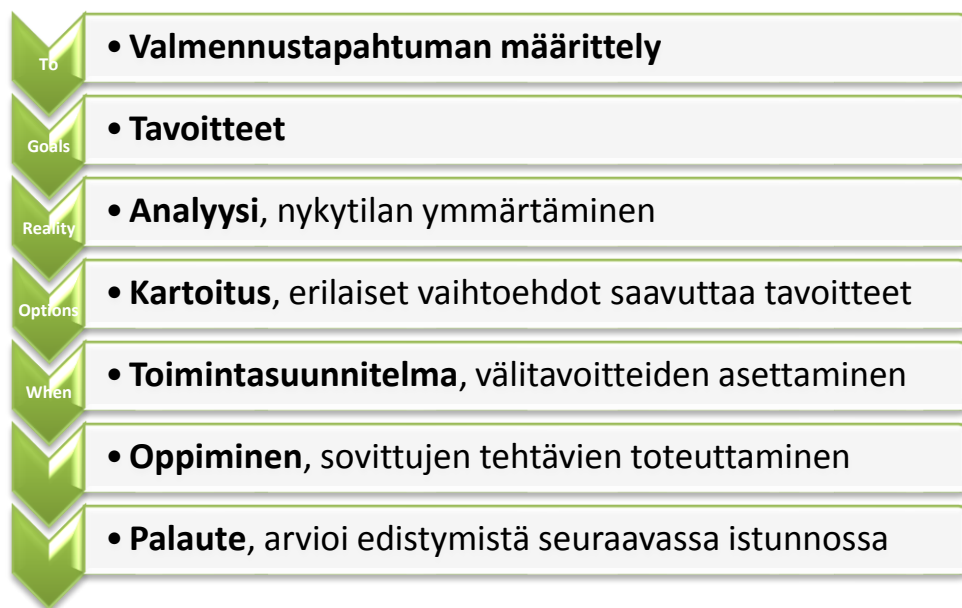 To
• Valmennustapahtuman määrittely
Goals
• Tavoitteet
Reality
• Analyysi, nykytilan ymmärtäminen
Options
• Kartoitus, erilaiset vaihtoehdot saavuttaa tavoitteet
When
• Toimintasuunnitelma, välitavoitteiden asettaminen
• Oppiminen, sovittujen tehtävien toteuttaminen
• Palaute, arvioi edistymistä seuraavassa istunnossa